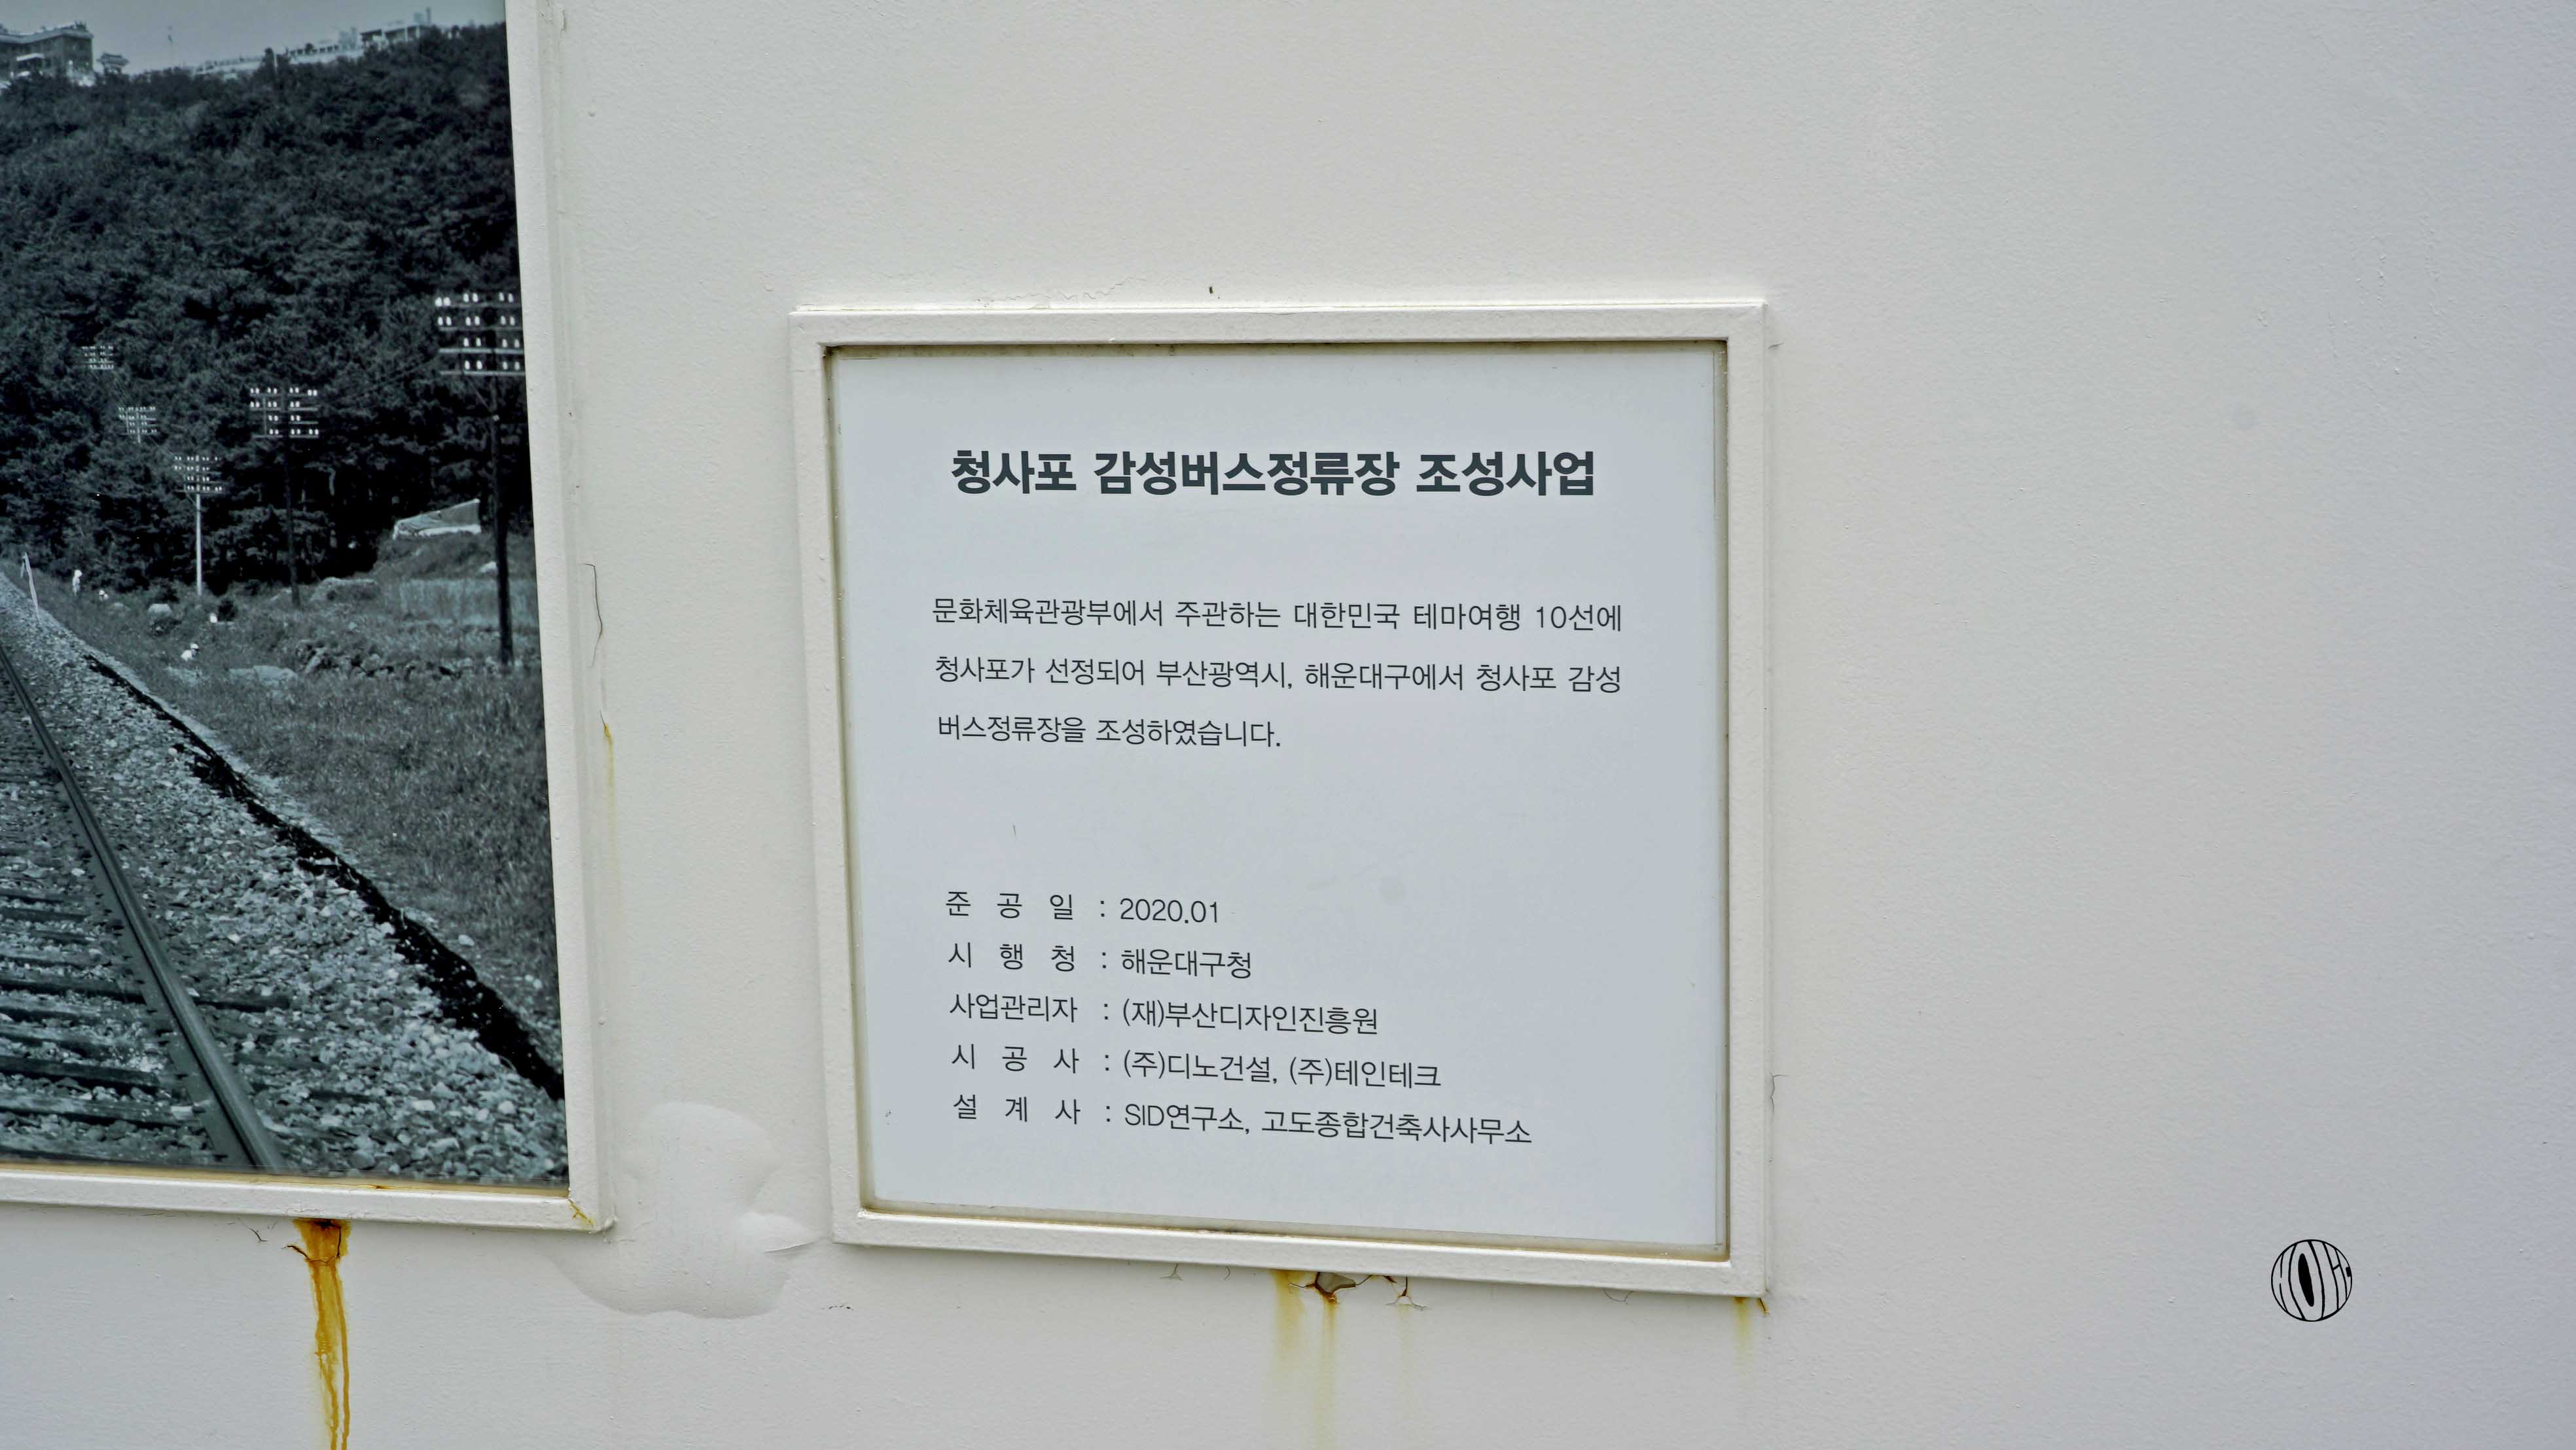 청사포 감성버스정류장 조성사업
문화체육관광부에서 주관하는 대한민국 테마여행 10선에
청사포가 선정되어 부산광역시, 해운대구에서 청사포 감성
버스정류장을 조성하였습니다.
준 공 일 : 2020.01
시 행 청 : 해운대구청
사업관리자 : (재)부산디자인진흥원
시 공 사 : (주)디노건설, (주)테인테크
설 계 사 : SID연구소, 고도종합건축사사무소